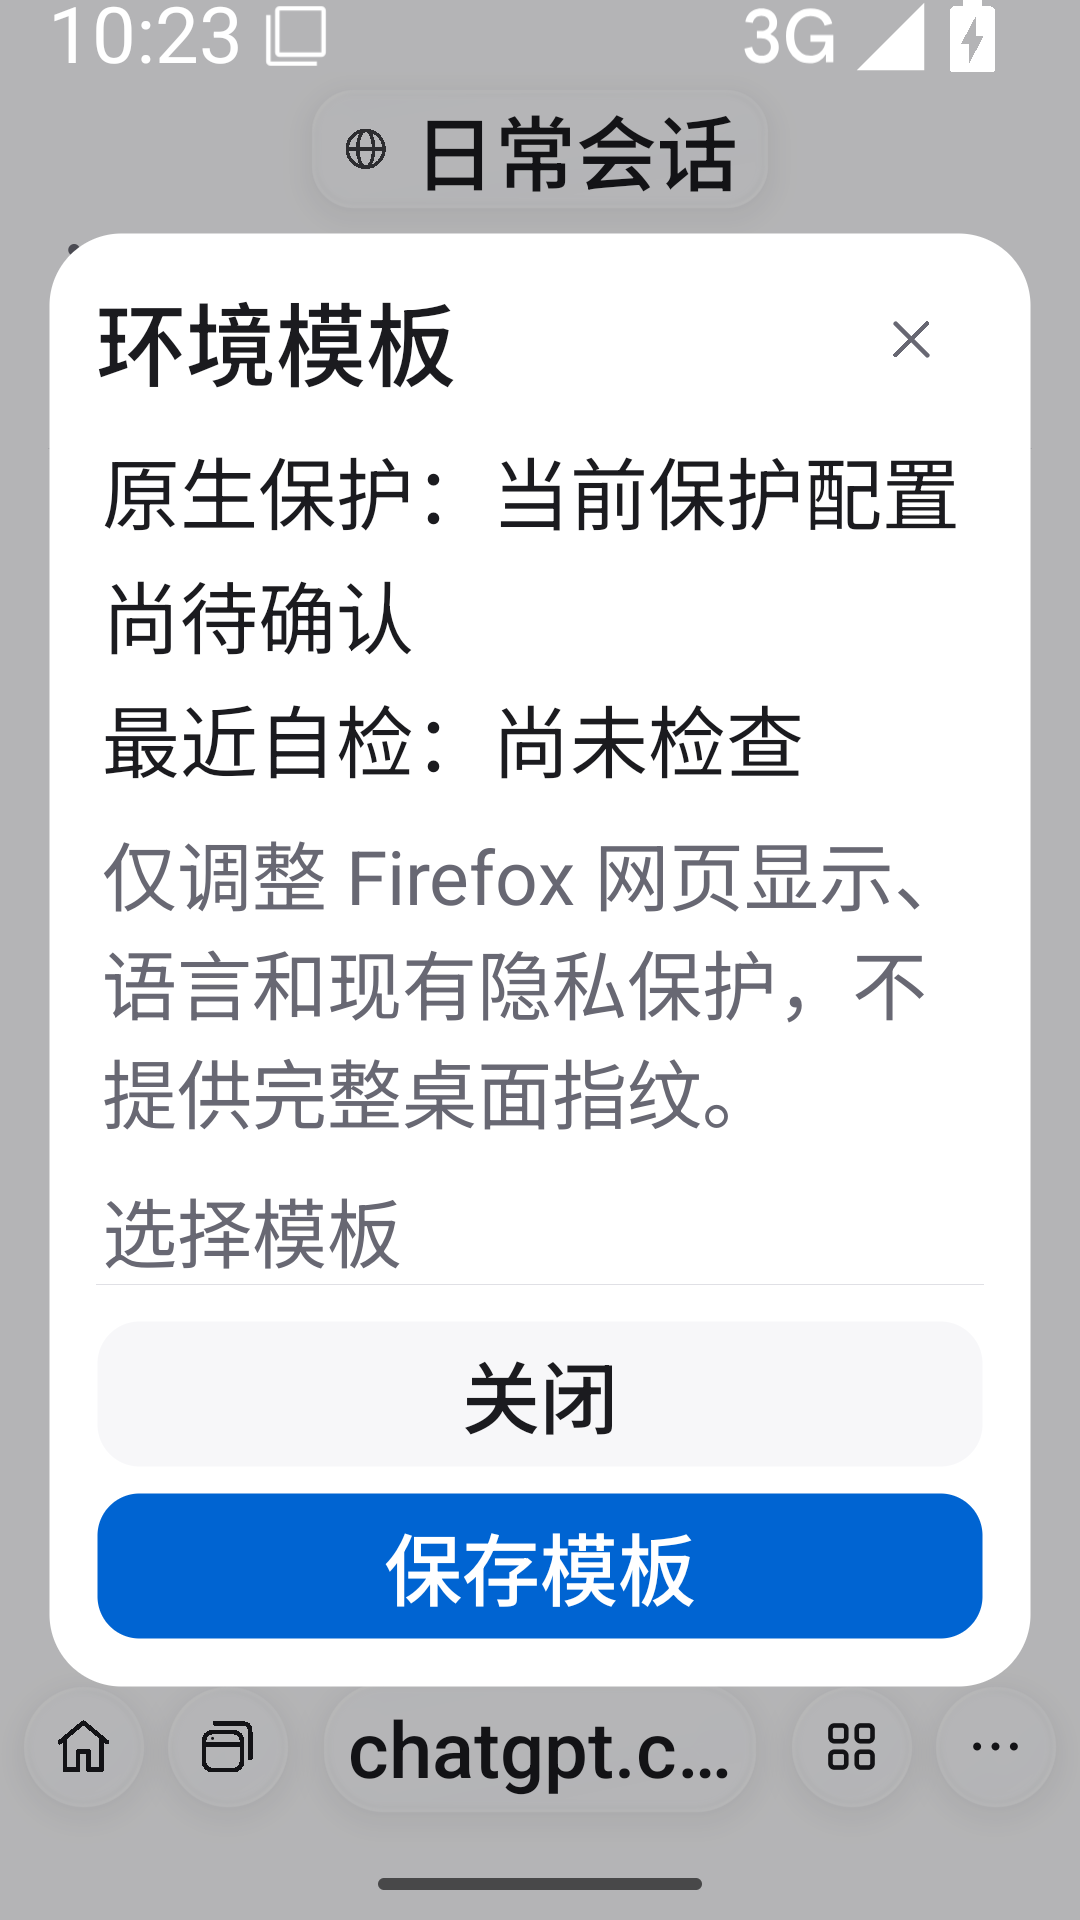 10:23
3G
日常会话
环境模板
原生保护：当前保护配置
尚待确认
最近自检：尚未检查
仅调整 Firefox 网页显示、
语言和现有隐私保护，不
提供完整桌面指纹。
选择模板
关闭
保存模板
chatgpt.c...